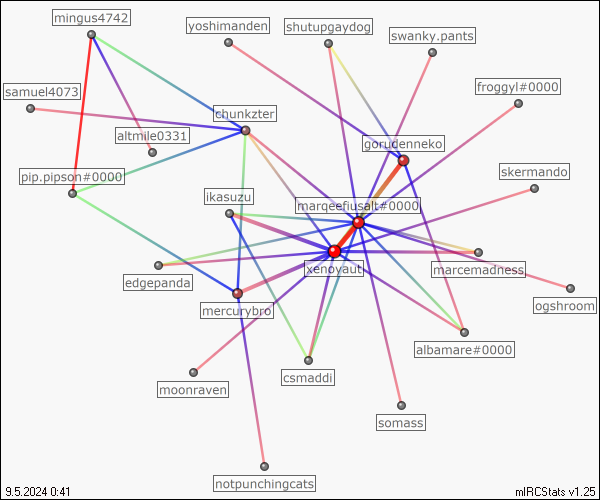 mingus4742
yoshimanden
shutupgaydog
swanky.pants
samuel4073
froggyl#0000
chunkzter
altmile0331
gorudenneko
pip.pipson#0000
skermando
ikasuzu
marqeefiusalt#0000
xenoyaut
marcemadness
edgepanda
mercurybro
ogshroom
albamare#0000
moonraven
csmaddi
somass
notpunchingcats
9.5.2024 0:41
mIRCStats v1.25